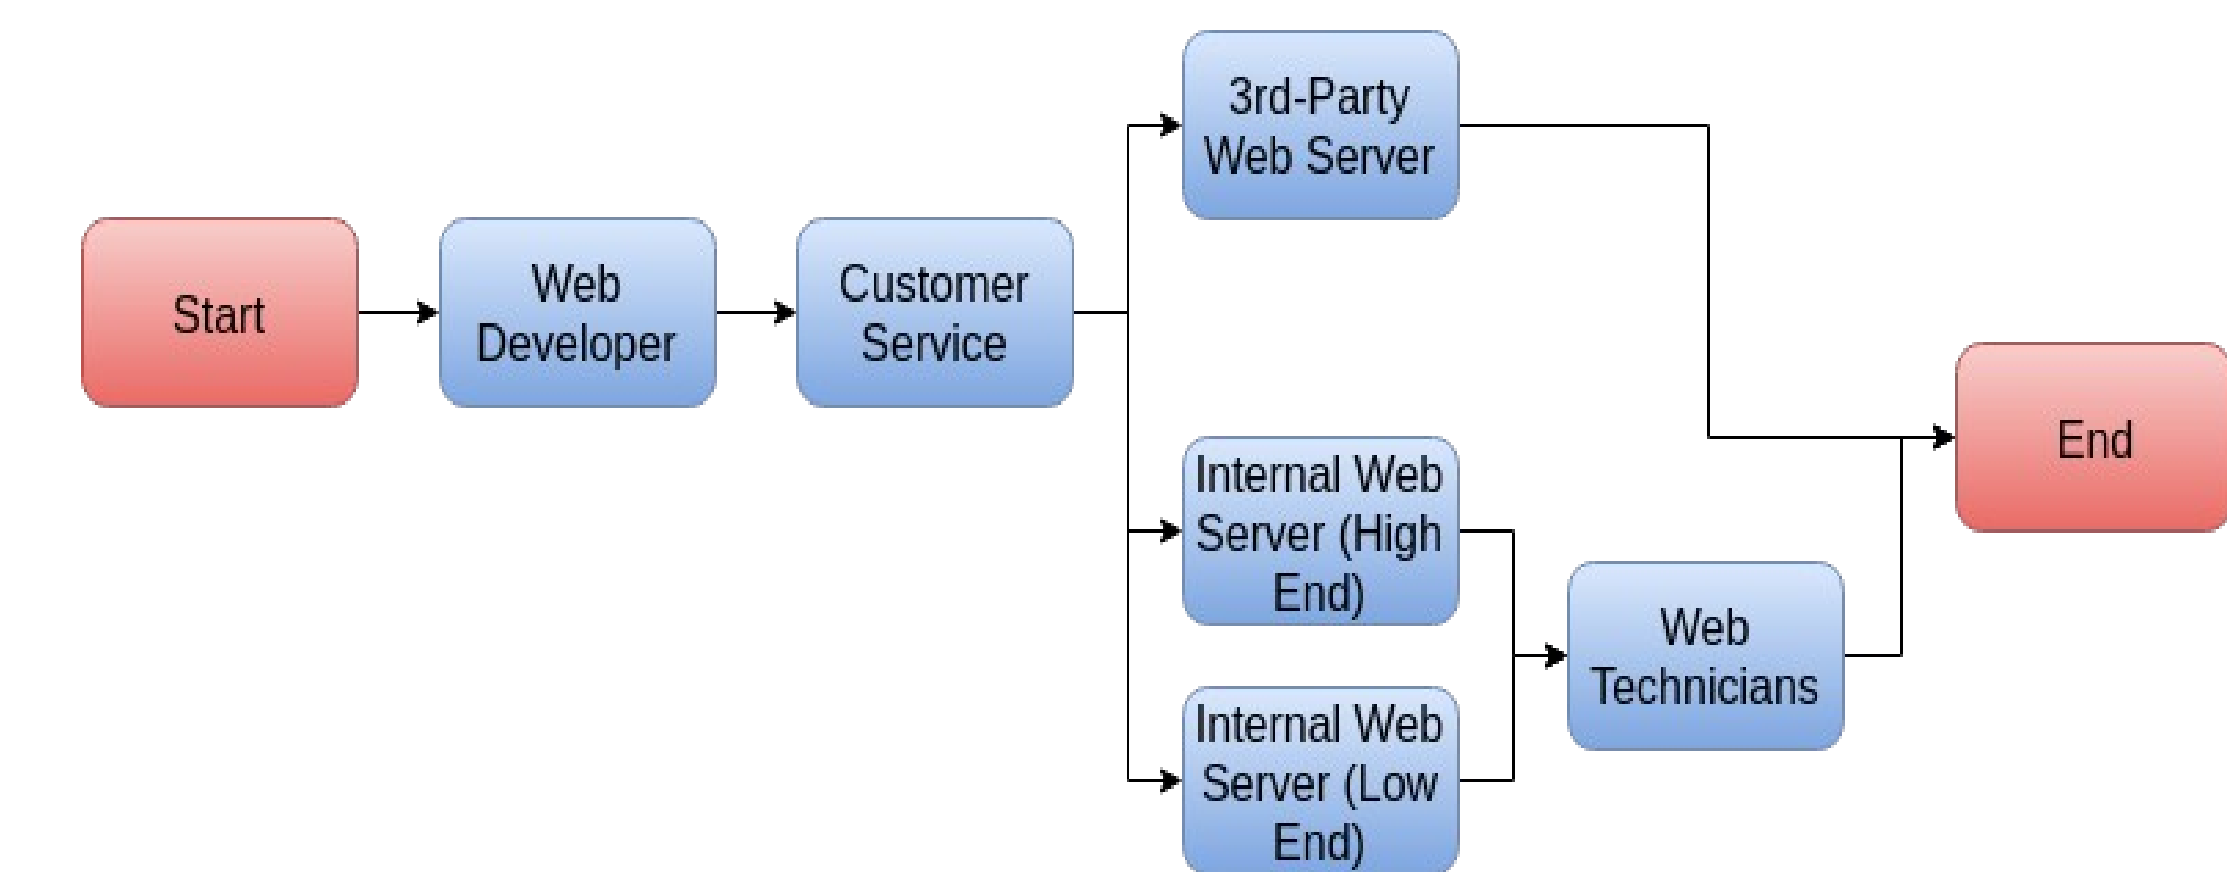 Start
Web
Developer
Customer
Service
3rd-Party
Web Server
Internal Web
Server (High
End)
Internal Web
Server (Low
End)
Web
Technicians
End